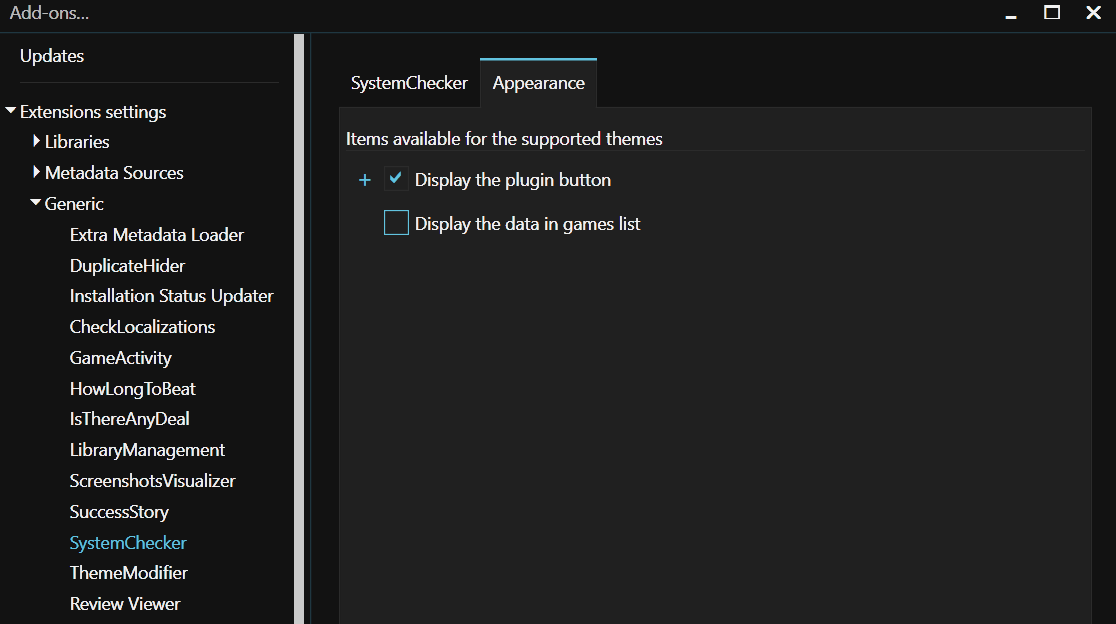 Add-ons...
Updates
Extensions settings
Libraries
Metadata Sources
Generic
Extra Metadata Loader
DuplicateHider
Installation Status Updater
CheckLocalizations
GameActivity
HowLongToBeat
IsThereAnyDeal
LibraryManagement
ScreenshotsVisualizer
SuccessStory
SystemChecker
ThemeModifier
Review Viewer
SystemChecker
Appearance
Items available for the supported themes
+ Display the plugin button
Display the data in games list